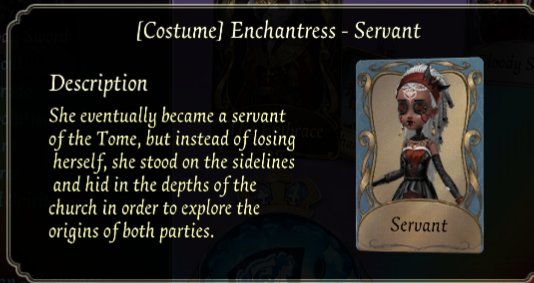 [Costume] Enchantress - Servant
Description
She eventually became a servant
of the Tome, but instead of losing
herself, she stood on the sidelines
and hid in the depths of the
church in order to explore the
origins of both parties.
Servant